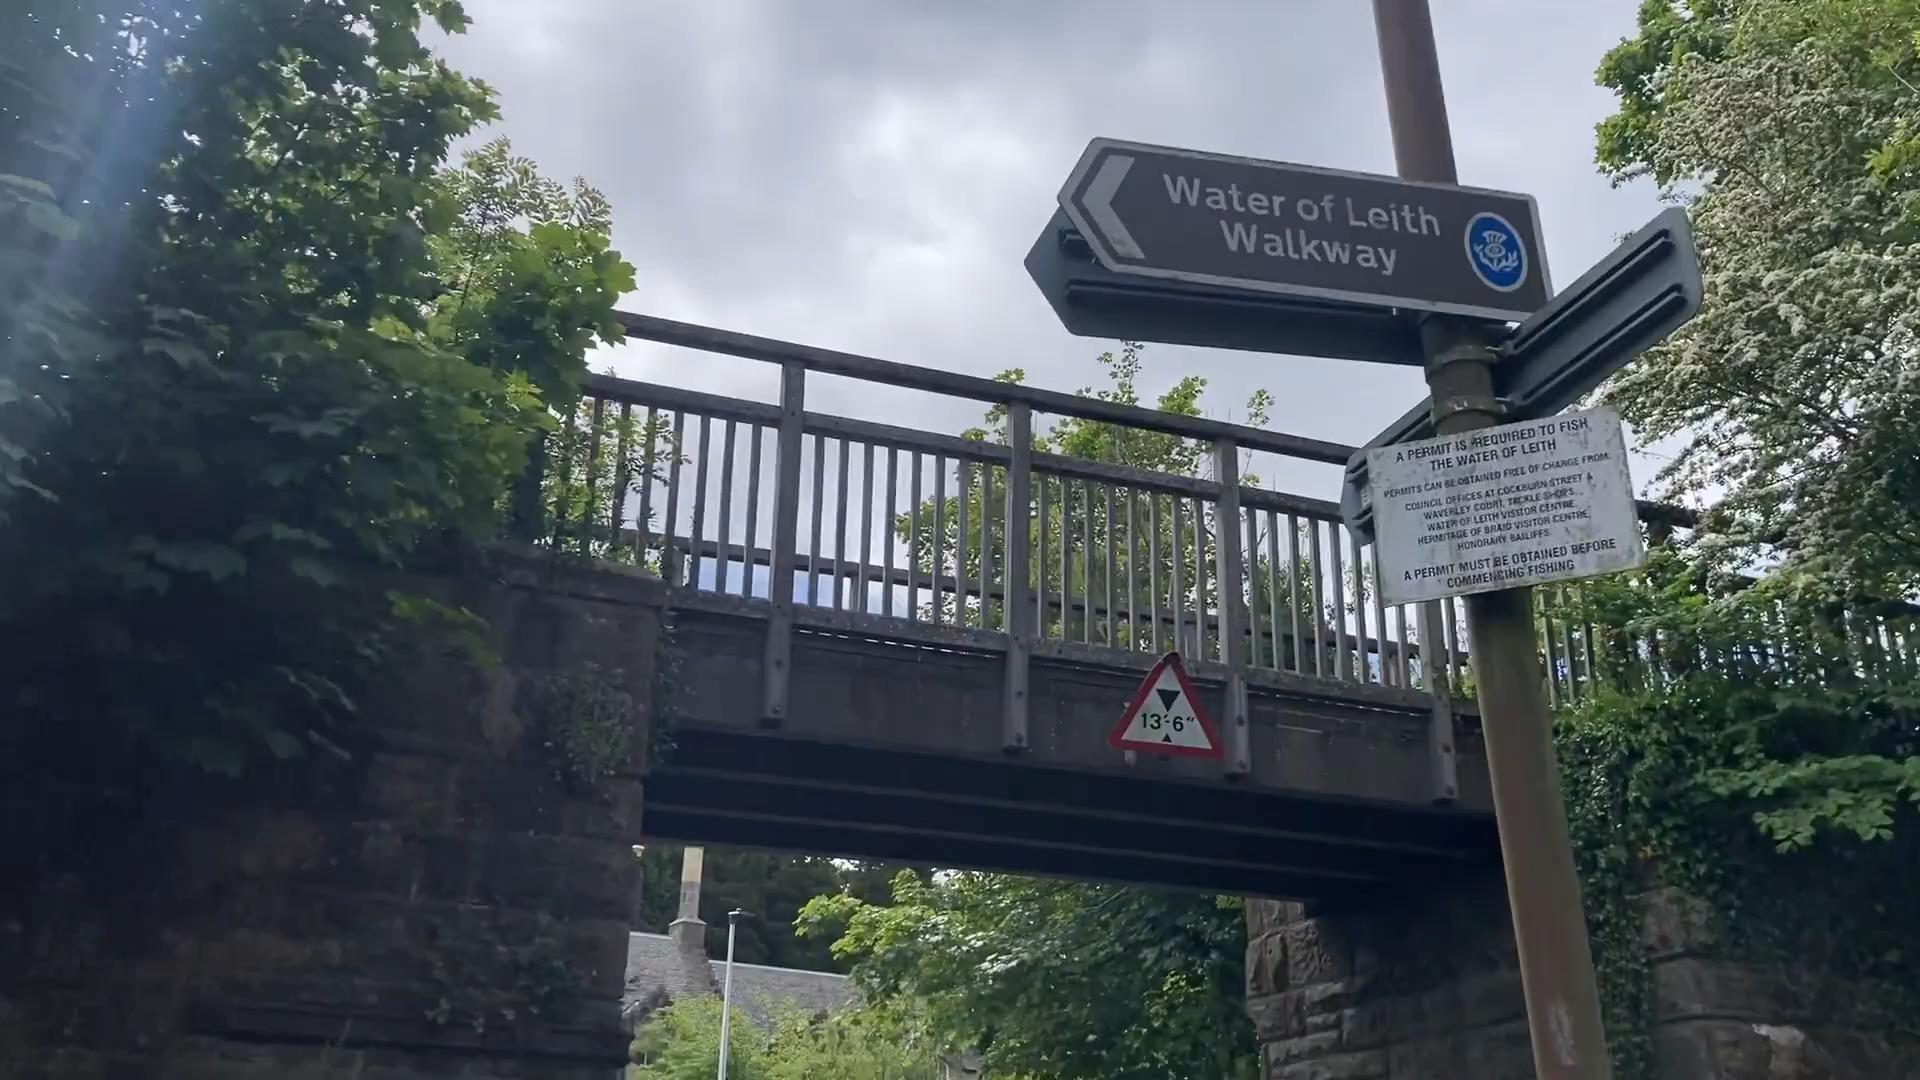 Water of Leith
Walkway
A PERMIT IS REQUIRED TO FISH
THE WATER OF LEITH
PERMITS CAN BE OBTAINED FREE OF CHARGE FROM:
COUNCIL OFFICES AT COCKBURN STREET &
WAVERLEY COURT, TACKLE SHOPS,
WATER OF LEITH VISITOR CENTRE,
HERMITAGE OF BRAID VISITOR CENTRE,
HONORARY BAILIFFS
A PERMIT MUST BE OBTAINED BEFORE
COMMENCING FISHING
13'-6"